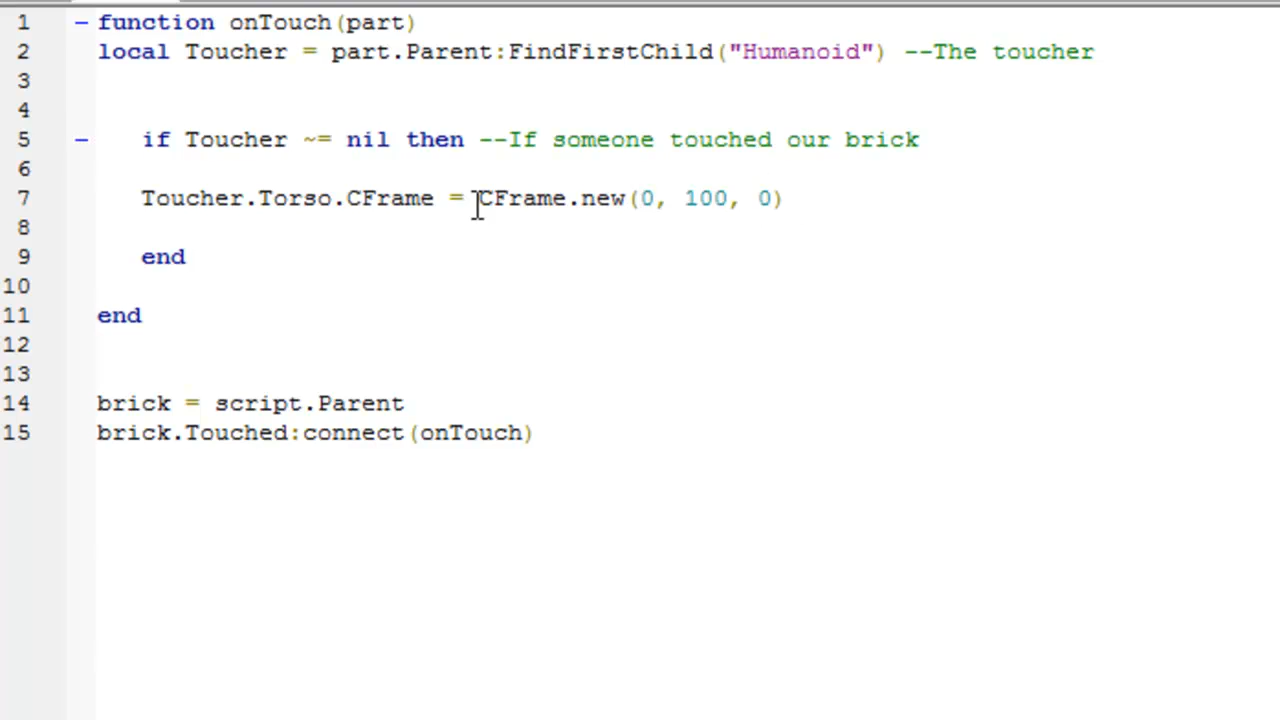 1 function onTouch(part)
2 local Toucher = part.Parent:FindFirstChild("Humanoid") --The toucher
3
4
5 if Toucher ~= nil then --If someone touched our brick
6
7 Toucher.Torso.CFrame = CFrame.new(0, 100, 0)
8
9 end
10
11 end
12
13
14 brick = script.Parent
15 brick.Touched:connect(onTouch)